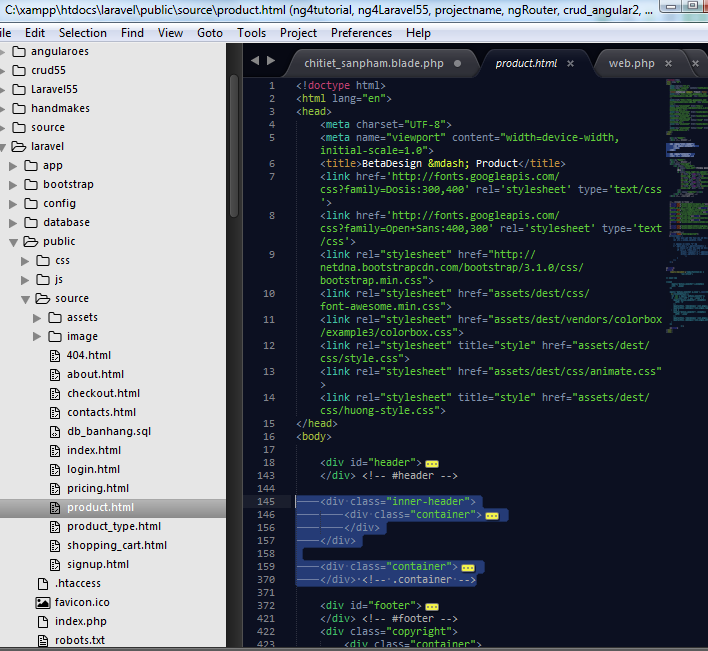 C:\xampp\htdocs\laravel\public\source\product.html (ng4tutorial, ng4Laravel55, projectname, ngRouter, crud_angular2, ...
ile Edit Selection Find View Goto Tools Project Preferences Help
angularoes
crud55
Laravel55
handmakes
source
laravel
app
bootstrap
config
database
public
css
js
source
assets
image
404.html
about.html
checkout.html
contacts.html
db_banhang.sql
index.html
login.html
pricing.html
product.html
product_type.html
shopping_cart.html
signup.html
.htaccess
favicon.ico
index.php
robots.txt
chitiet_sanpham.blade.php product.html web.php
1 <!doctype html>
2 <html lang="en">
3 <head>
4 <meta charset="UTF-8">
5 <meta name="viewport" content="width=device-width,
initial-scale=1.0">
6 <title>BetaDesign &mdash; Product</title>
7 <link href='http://fonts.googleapis.com/
css?family=Dosis:300,400' rel='stylesheet' type='text/css
'>
8 <link href='http://fonts.googleapis.com/
css?family=Open+Sans:400,300' rel='stylesheet' type='text
/css'>
9 <link rel="stylesheet" href="http://
netdna.bootstrapcdn.com/bootstrap/3.1.0/css/
bootstrap.min.css">
10 <link rel="stylesheet" href="assets/dest/css/
font-awesome.min.css">
11 <link rel="stylesheet" href="assets/dest/vendors/colorbox
/example3/colorbox.css">
12 <link rel="stylesheet" title="style" href="assets/dest/
css/style.css">
13 <link rel="stylesheet" href="assets/dest/css/animate.css"
>
14 <link rel="stylesheet" title="style" href="assets/dest/
css/huong-style.css">
15 </head>
16 <body>
17
18 <div id="header">
143 </div> <!-- #header -->
144
145 <div class="inner-header">
146 <div class="container">
156 </div>
157 </div>
158
159 <div class="container">
370 </div> <!-- .container -->
371
372 <div id="footer">
421 </div> <!-- #footer -->
422 <div class="copyright">
423 <div class="container">